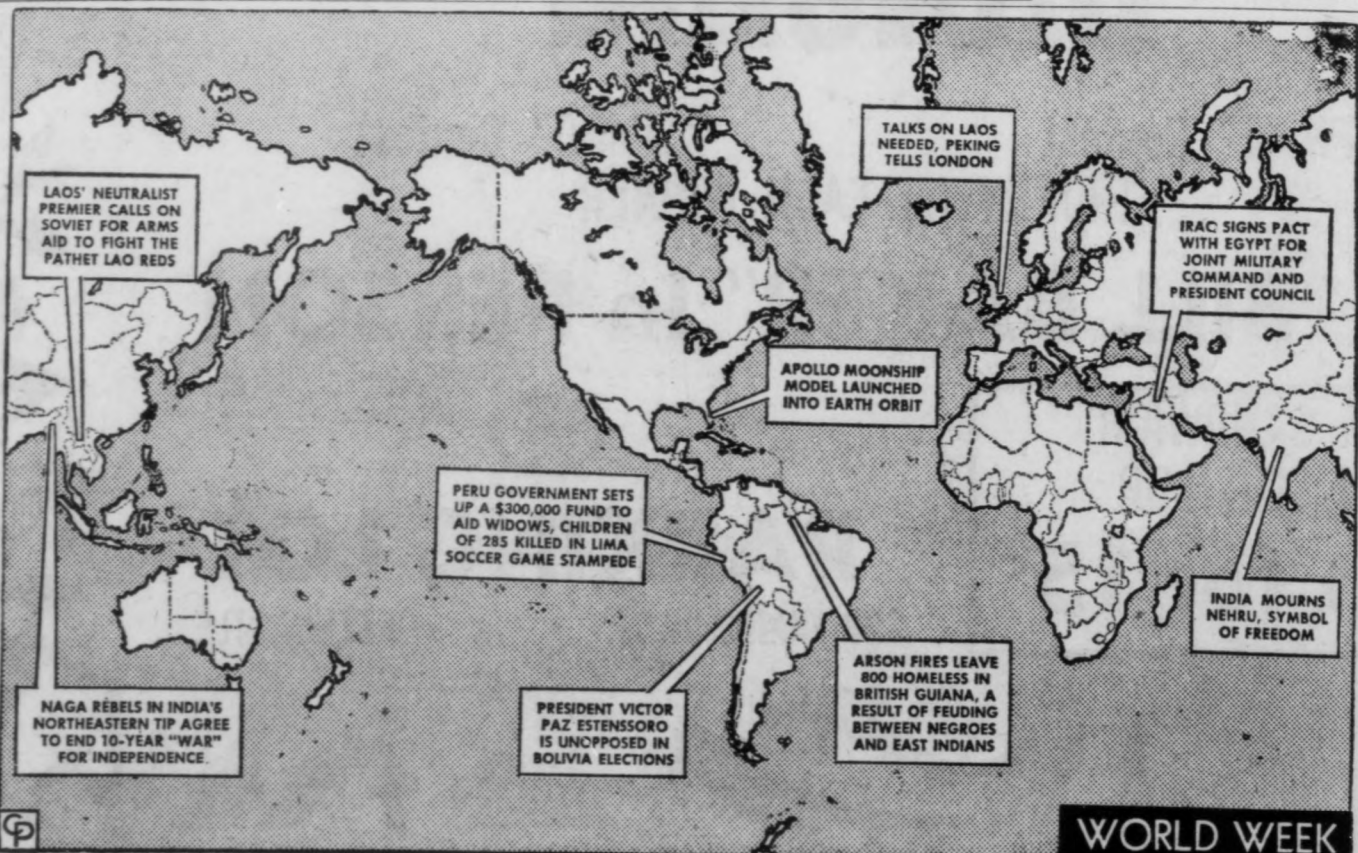 TALKS ON LAOS
NEEDED, PEKING
TELLS LONDON
LAOS' NEUTRALIST
PREMIER CALLS ON
SOVIET FOR ARMS
AID TO FIGHT THE
PATHET LAO REDS
IRAQ SIGNS PACT
WITH EGYPT FOR
JOINT MILITARY
COMMAND AND
PRESIDENT COUNCIL
APOLLO MOONSHIP
MODEL LAUNCHED
INTO EARTH ORBIT
PERU GOVERNMENT SETS
UP A $300,000 FUND TO
AID WIDOWS, CHILDREN
OF 285 KILLED IN LIMA
SOCCER GAME STAMPEDE
INDIA MOURNS
NEHRU, SYMBOL
OF FREEDOM
NAGA REBELS IN INDIA'S
NORTHEASTERN TIP AGREE
TO END 10-YEAR "WAR"
FOR INDEPENDENCE.
PRESIDENT VICTOR
PAZ ESTENSSORO
IS UNOPPOSED IN
BOLIVIA ELECTIONS
ARSON FIRES LEAVE
800 HOMELESS IN
BRITISH GUIANA, A
RESULT OF FEUDING
BETWEEN NEGROES
AND EAST INDIANS
CP
WORLD WEEK